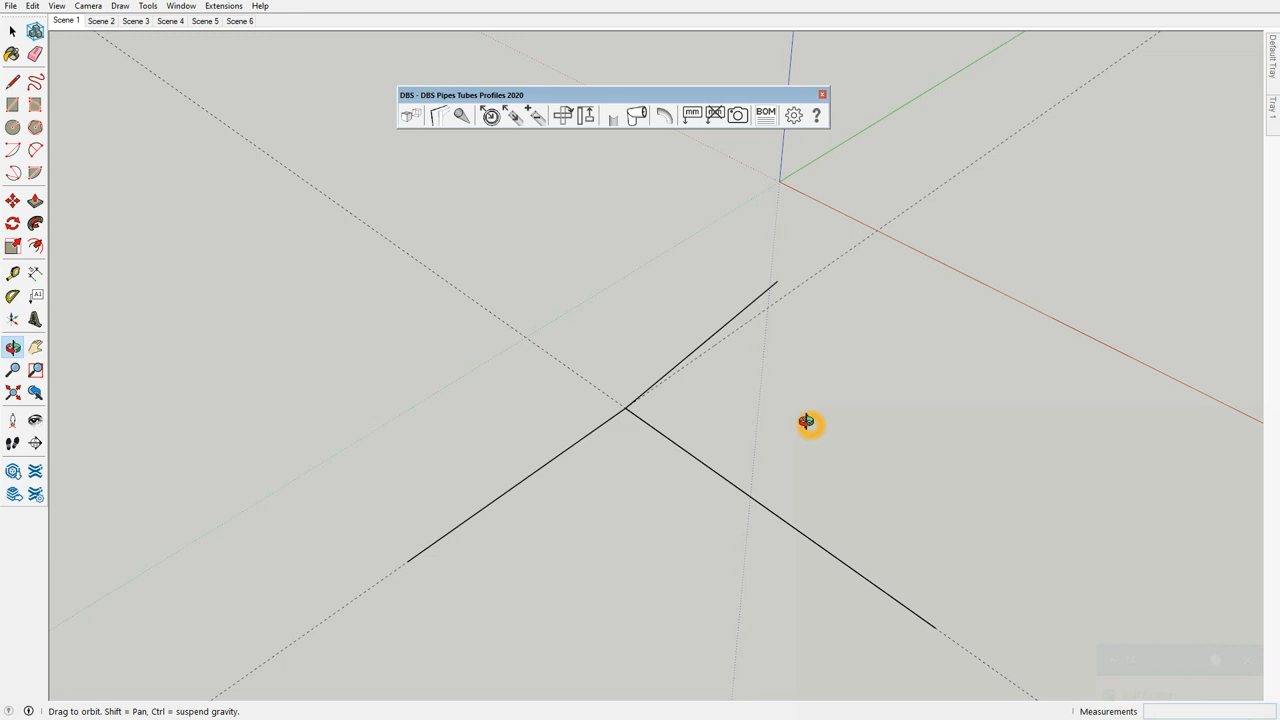 File Edit View Camera Draw Tools Window Extensions Help
Scene 1 Scene 2 Scene 3 Scene 4 Scene 5 Scene 6
Default Tray
Tray 1
DBS - DBS Pipes Tubes Profiles 2020
mm BOM ?
A1
Drag to orbit. Shift = Pan, Ctrl = suspend gravity.
Measurements